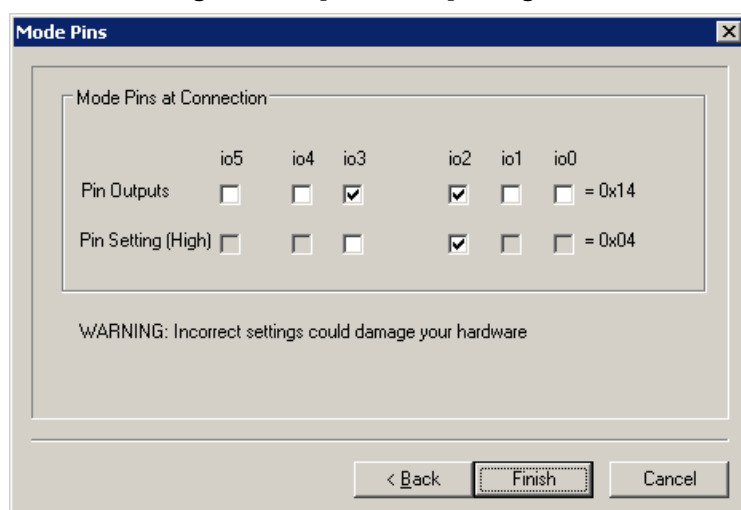 Mode Pins
Mode Pins at Connection
io5 io4 io3 io2 io1 io0
Pin Outputs = 0x14
Pin Setting (High) = 0x04
WARNING: Incorrect settings could damage your hardware
< Back Finish Cancel